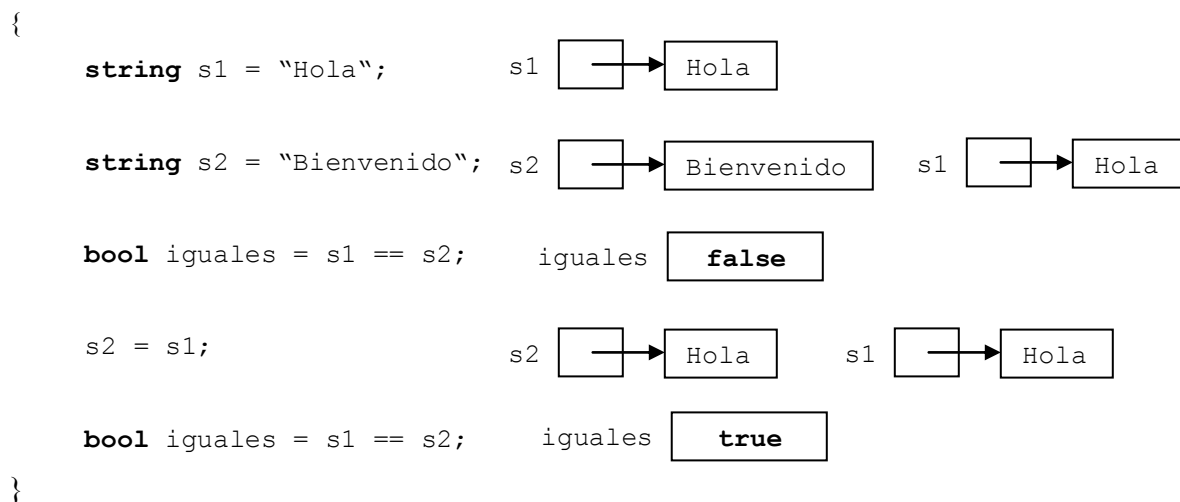 {
string s1 = “Hola“; s1 Hola
string s2 = “Bienvenido“; s2 Bienvenido s1 Hola
bool iguales = s1 == s2; iguales false
s2 = s1; s2 Hola s1 Hola
bool iguales = s1 == s2; iguales true
}